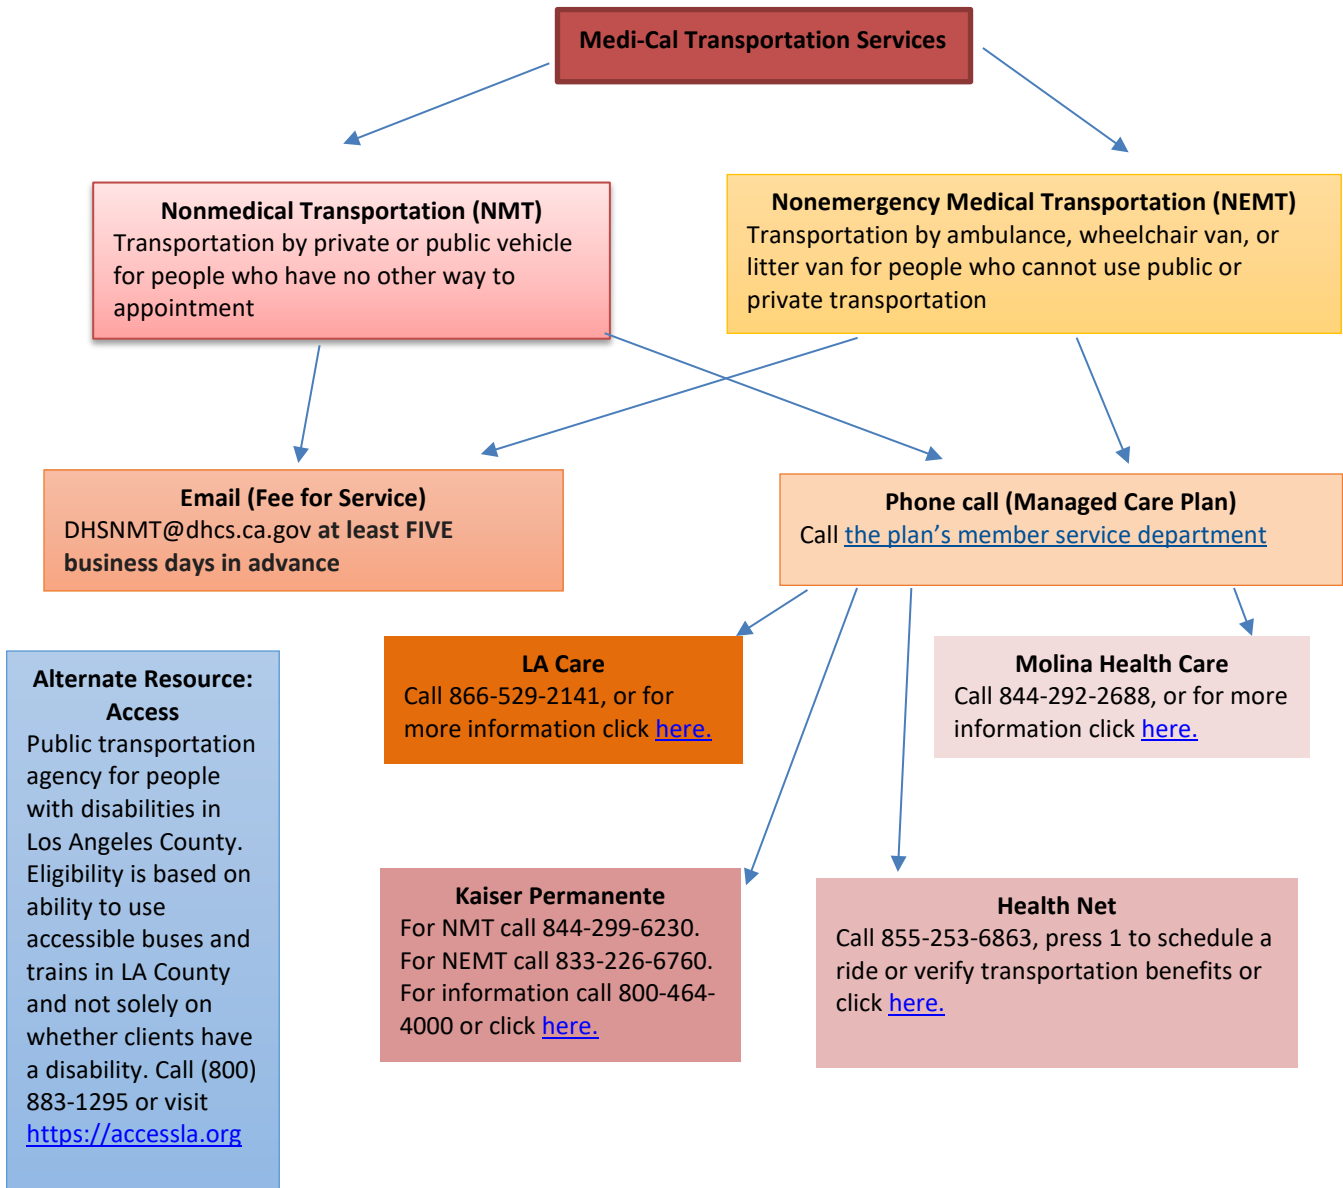 Medi-Cal Transportation Services
Nonmedical Transportation (NMT)
Transportation by private or public vehicle
for people who have no other way to
appointment
Nonemergency Medical Transportation (NEMT)
Transportation by ambulance, wheelchair van, or
litter van for people who cannot use public or
private transportation
Email (Fee for Service)
DHSNMT@dhcs.ca.gov at least FIVE
business days in advance
Phone call (Managed Care Plan)
Call the plan’s member service department
Alternate Resource:
Access
Public transportation
agency for people
with disabilities in
Los Angeles County.
Eligibility is based on
ability to use
accessible buses and
trains in LA County
and not solely on
whether clients have
a disability. Call (800)
883-1295 or visit
https://accessla.org
LA Care
Call 866-529-2141, or for
more information click here.
Molina Health Care
Call 844-292-2688, or for more
information click here.
Kaiser Permanente
For NMT call 844-299-6230.
For NEMT call 833-226-6760.
For information call 800-464-
4000 or click here.
Health Net
Call 855-253-6863, press 1 to schedule a
ride or verify transportation benefits or
click here.